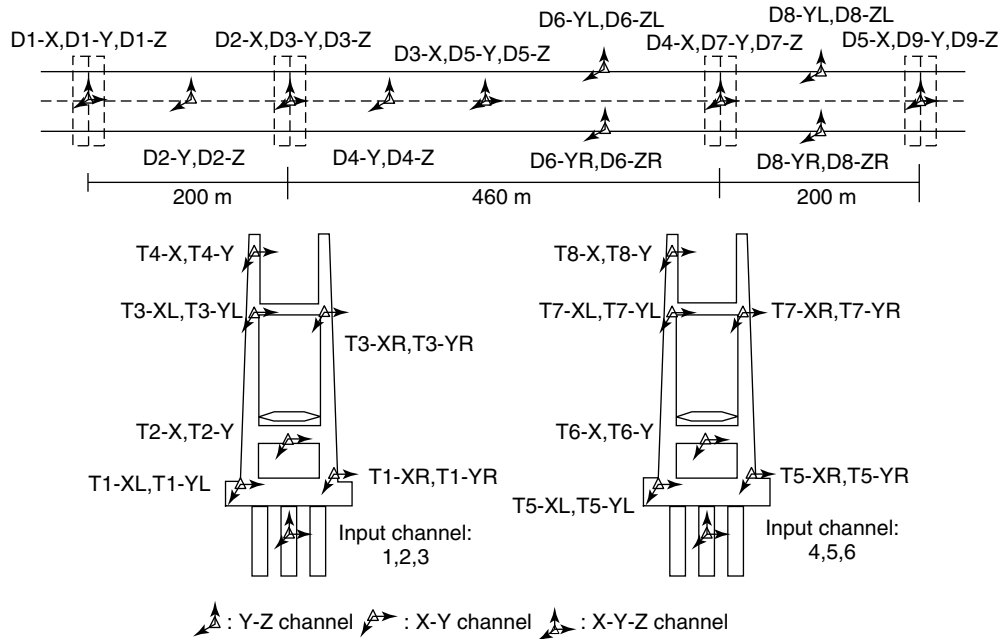 D6-YL,D6-ZL
D8-YL,D8-ZL
D1-X,D1-Y,D1-Z
D2-X,D3-Y,D3-Z
D3-X,D5-Y,D5-Z
D4-X,D7-Y,D7-Z
D5-X,D9-Y,D9-Z
D2-Y,D2-Z
D4-Y,D4-Z
D6-YR,D6-ZR
D8-YR,D8-ZR
200 m
460 m
200 m
T4-X,T4-Y
T3-XL,T3-YL
T3-XR,T3-YR
T2-X,T2-Y
T1-XL,T1-YL
T1-XR,T1-YR
Input channel:
1,2,3
T8-X,T8-Y
T7-XL,T7-YL
T7-XR,T7-YR
T6-X,T6-Y
T5-XR,T5-YR
T5-XL,T5-YL
Input channel:
4,5,6
: Y-Z channel
: X-Y channel
: X-Y-Z channel